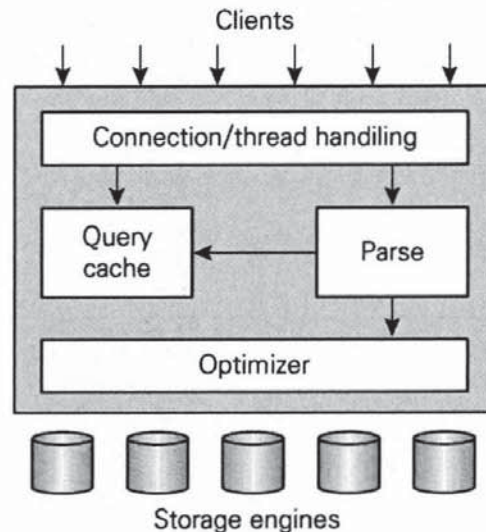 Clients
Connection/thread handiling
Query
cache
Parse
Optimizer
Storage engines